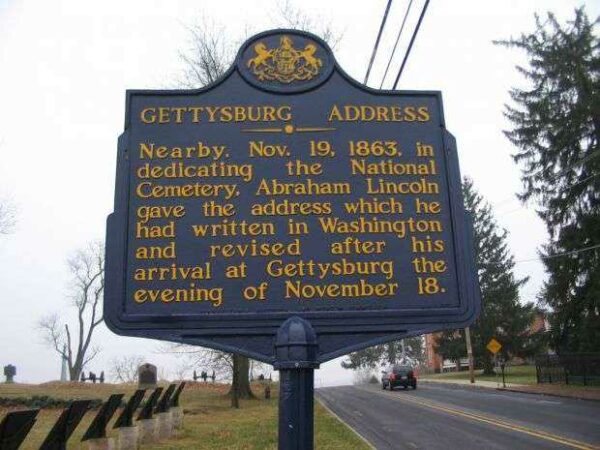 GETTYSBURG ADDRESS
Nearby, Nov. 19, 1863, in
dedicating the National
Cemetery, Abraham Lincoln
gave the address which he
had written in Washington
and revised after his
arrival at Gettysburg the
evening of November 18.